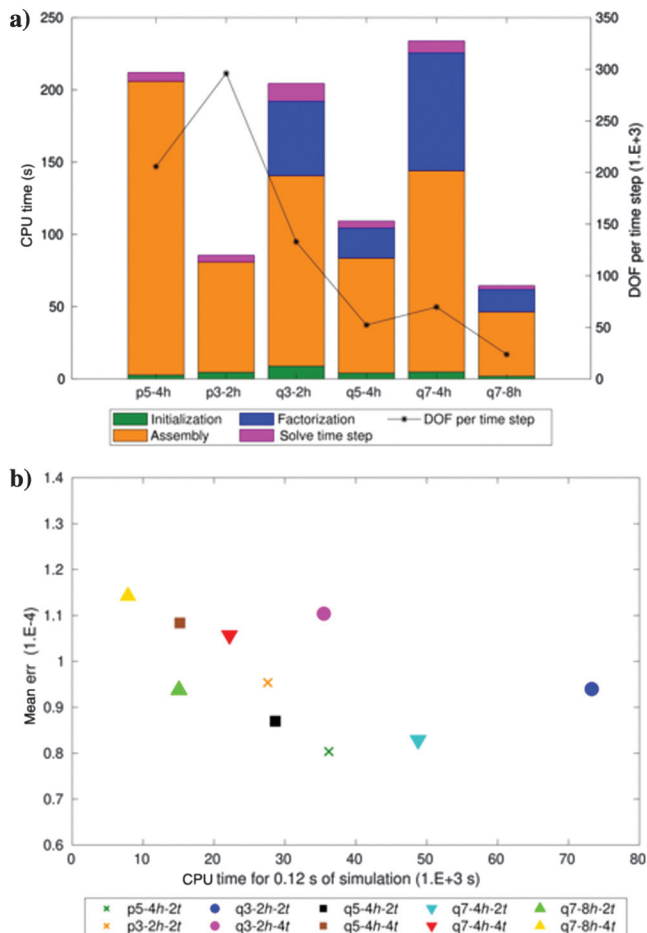 a)
250
200
150
100
50
0
CPU time (s)
350
300
250
200
150
100
50
0
DOF per time step (1.E+3)
p5-4h p3-2h q3-2h q5-4h q7-4h q7-8h
Initialization Factorization DOF per time step
Assembly Solve time step
b)
1.4
1.3
1.2
1.1
1
0.9
0.8
0.7
0.6
Mean err (1.E-4)
0 10 20 30 40 50 60 70 80
CPU time for 0.12 s of simulation (1.E+3 s)
p5-4h-2t q3-2h-2t q5-4h-2t q7-4h-2t q7-8h-2t
p3-2h-2t q3-2h-4t q5-4h-4t q7-4h-4t q7-8h-4t